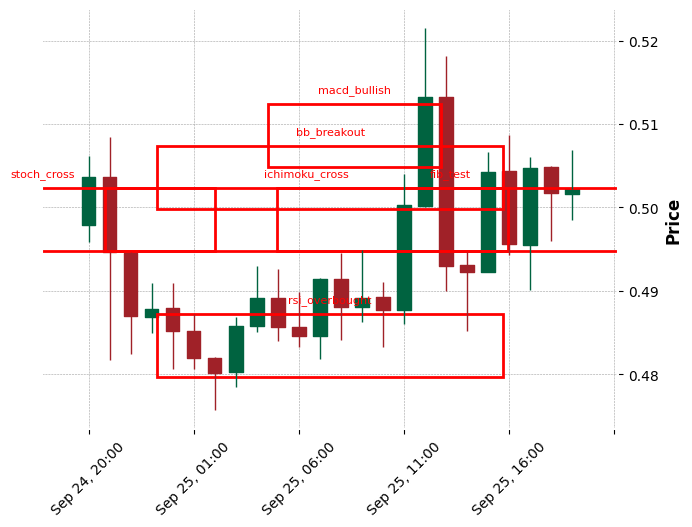 0.52
macd_bullish
0.51
bb_breakout
stoch_cross
ichimoku_cross
0.50
Price
0.49
rsi_overbought
0.48
Sep 24, 20:00
Sep 25, 01:00
Sep 25, 06:00
Sep 25, 11:00
Sep 25, 16:00